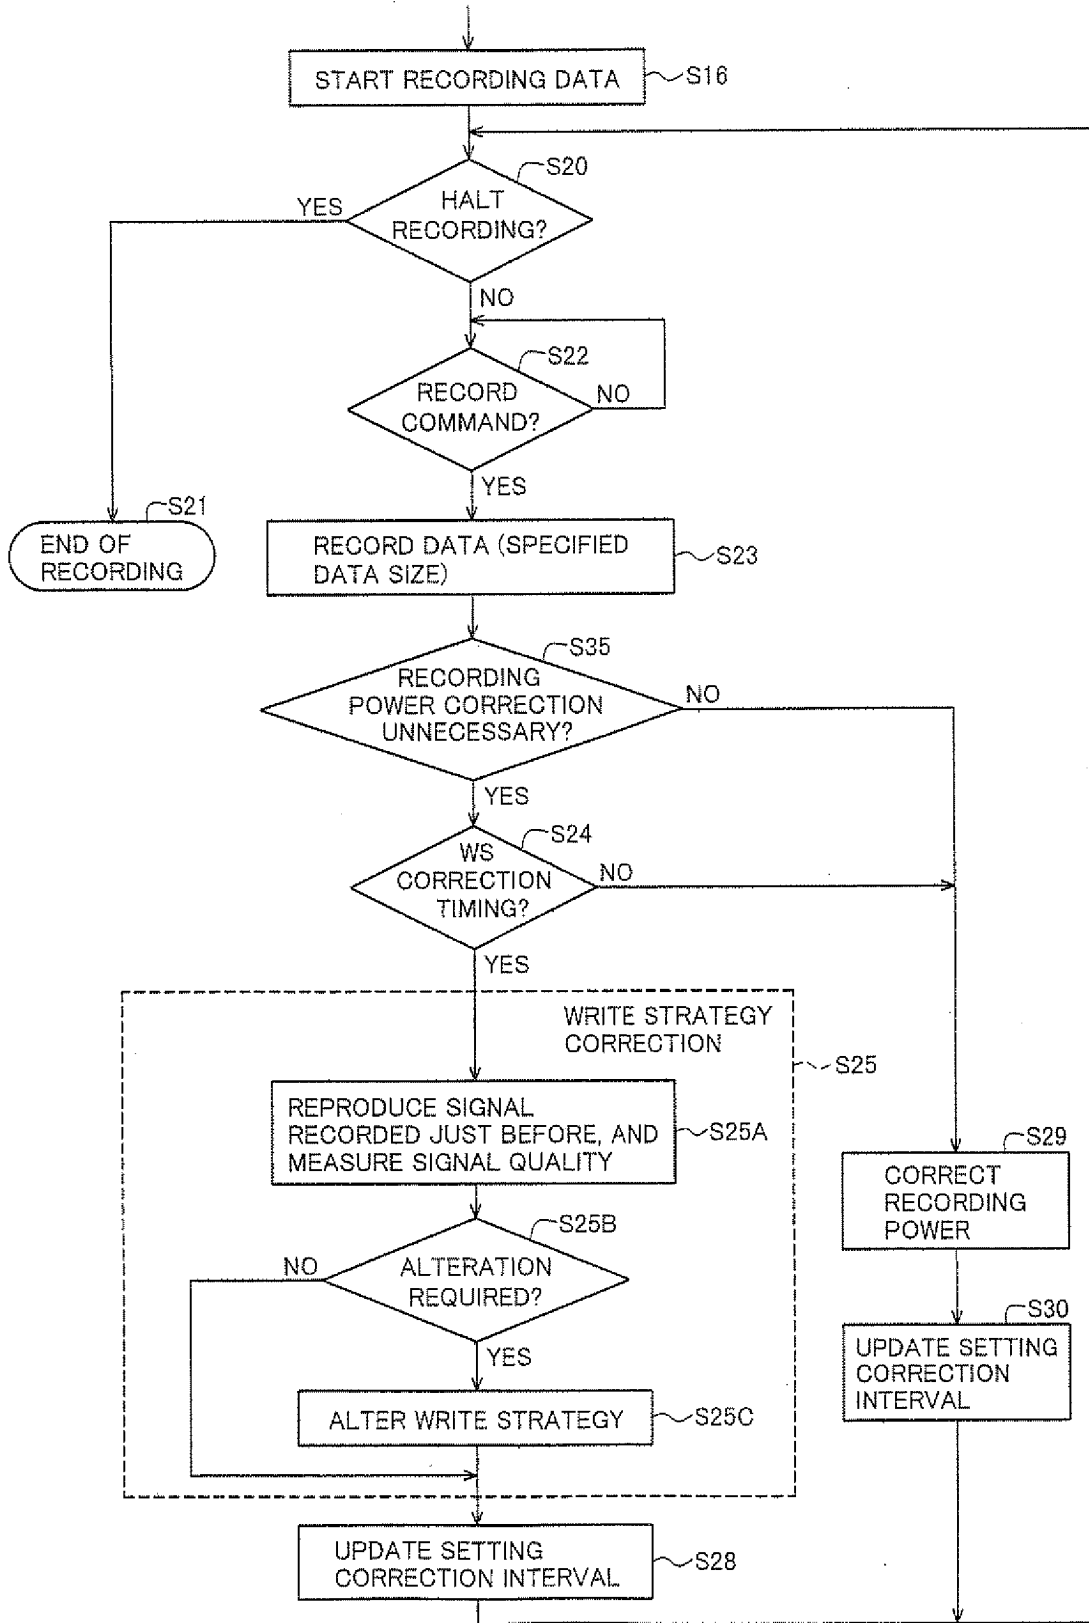 START RECORDING DATA
S16
S20
HALT
RECORDING?
YES
NO
S22
RECORD
COMMAND?
NO
YES
S21
END OF
RECORDING
RECORD DATA (SPECIFIED
DATA SIZE)
S23
S35
RECORDING
POWER CORRECTION
UNNECESSARY?
NO
YES
S24
WS
CORRECTION
TIMING?
NO
YES
WRITE STRATEGY
CORRECTION
S25
REPRODUCE SIGNAL
RECORDED JUST BEFORE, AND
MEASURE SIGNAL QUALITY
S25A
S29
CORRECT
RECORDING
POWER
S25B
NO
ALTERATION
REQUIRED?
YES
S30
UPDATE SETTING
CORRECTION
INTERVAL
ALTER WRITE STRATEGY
S25C
UPDATE SETTING
CORRECTION INTERVAL
S28